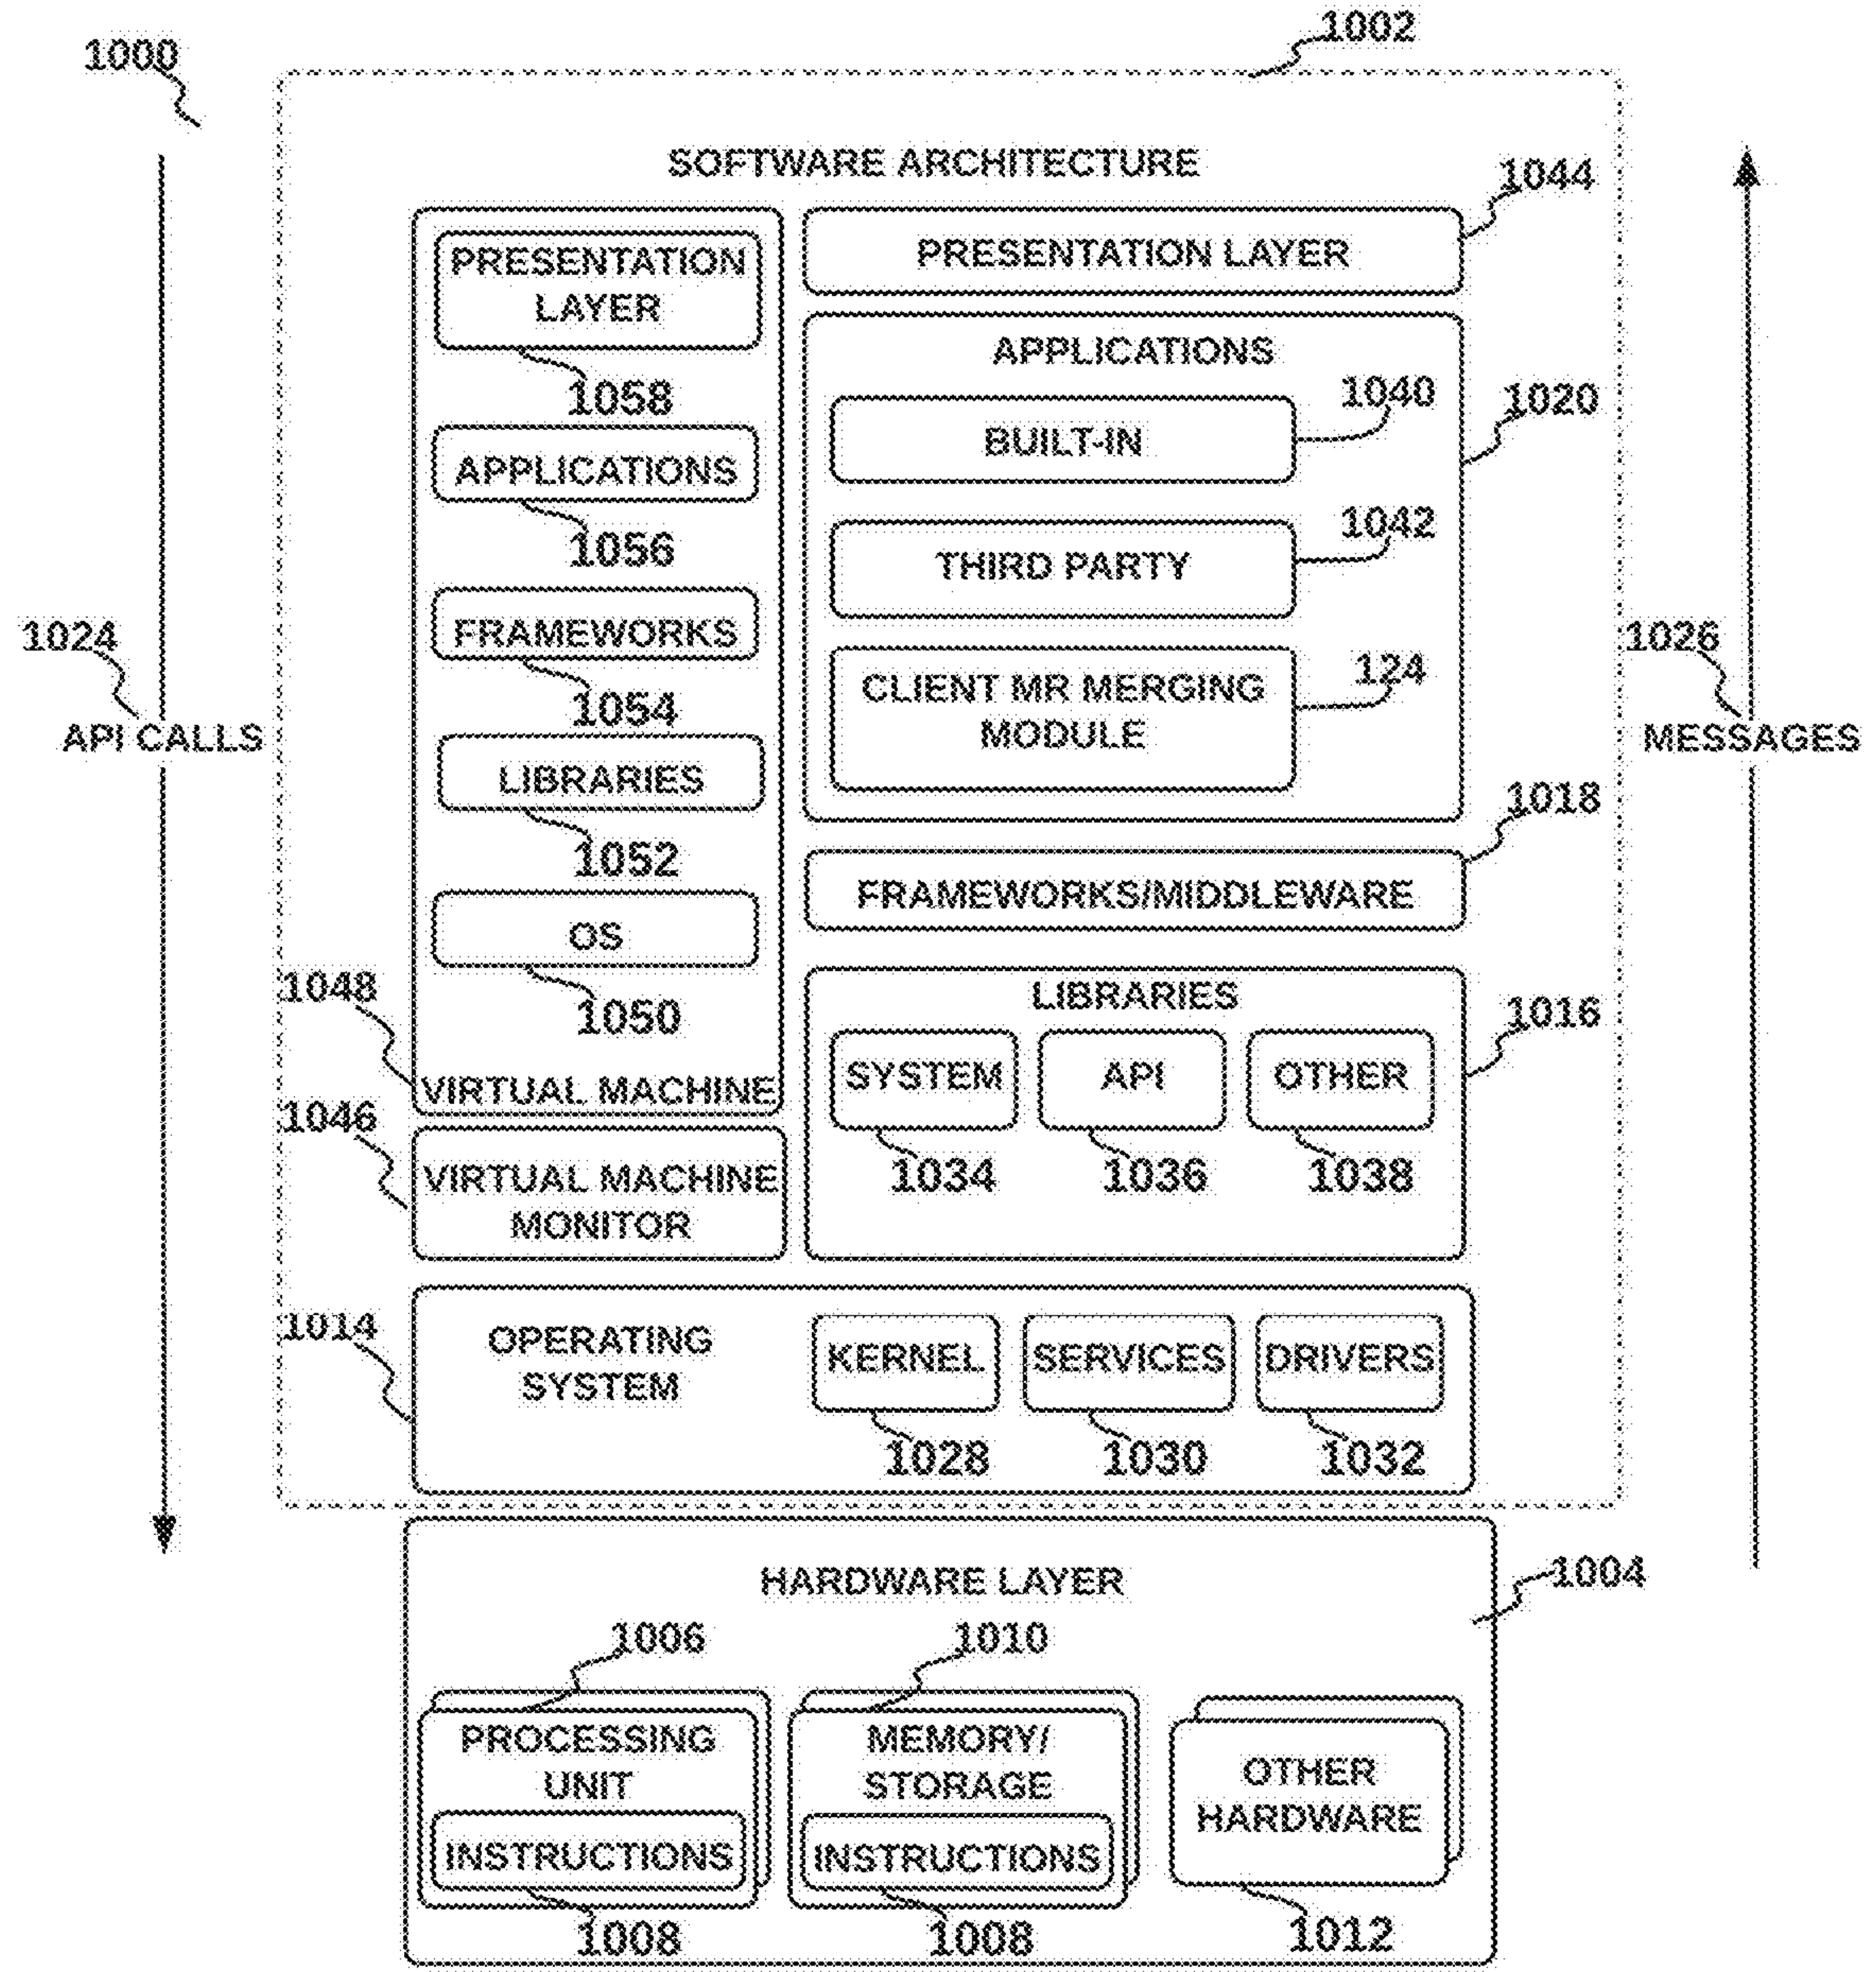 1000
1002
SOFTWARE ARCHITECTURE
1044
PRESENTATION LAYER
PRESENTATION
LAYER
1058
APPLICATIONS
1056
FRAMEWORKS
1054
LIBRARIES
1052
OS
1050
1048
VIRTUAL MACHINE
1046
VIRTUAL MACHINE
MONITOR
APPLICATIONS
1020
1040
BUILT-IN
1042
THIRD PARTY
124
CLIENT MR MERGING
MODULE
1018
FRAMEWORKS/MIDDLEWARE
LIBRARIES
1016
SYSTEM
API
OTHER
1034
1036
1038
1024
API CALLS
1026
MESSAGES
1014
OPERATING
SYSTEM
KERNEL
SERVICES
DRIVERS
1028
1030
1032
HARDWARE LAYER
1004
1006
1010
PROCESSING
UNIT
INSTRUCTIONS
1008
MEMORY/
STORAGE
INSTRUCTIONS
1008
OTHER
HARDWARE
1012